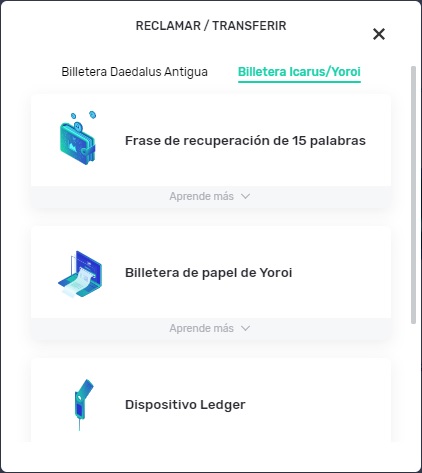 RECLAMAR / TRANSFERIR
Billetera Daedalus Antigua
Billetera Icarus/Yoroi
Frase de recuperación de 15 palabras
Aprende más
Billetera de papel de Yoroi
Aprende más
Dispositivo Ledger